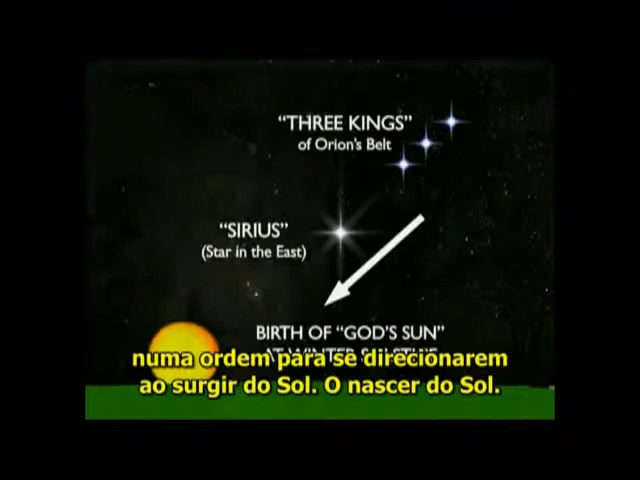 “THREE KINGS”
of Orion's Belt
“SIRIUS”
(Star in the East)
BIRTH OF “GOD'S SUN”
numa ordem para se direcionarem
ao surgir do Sol. O nascer do Sol.